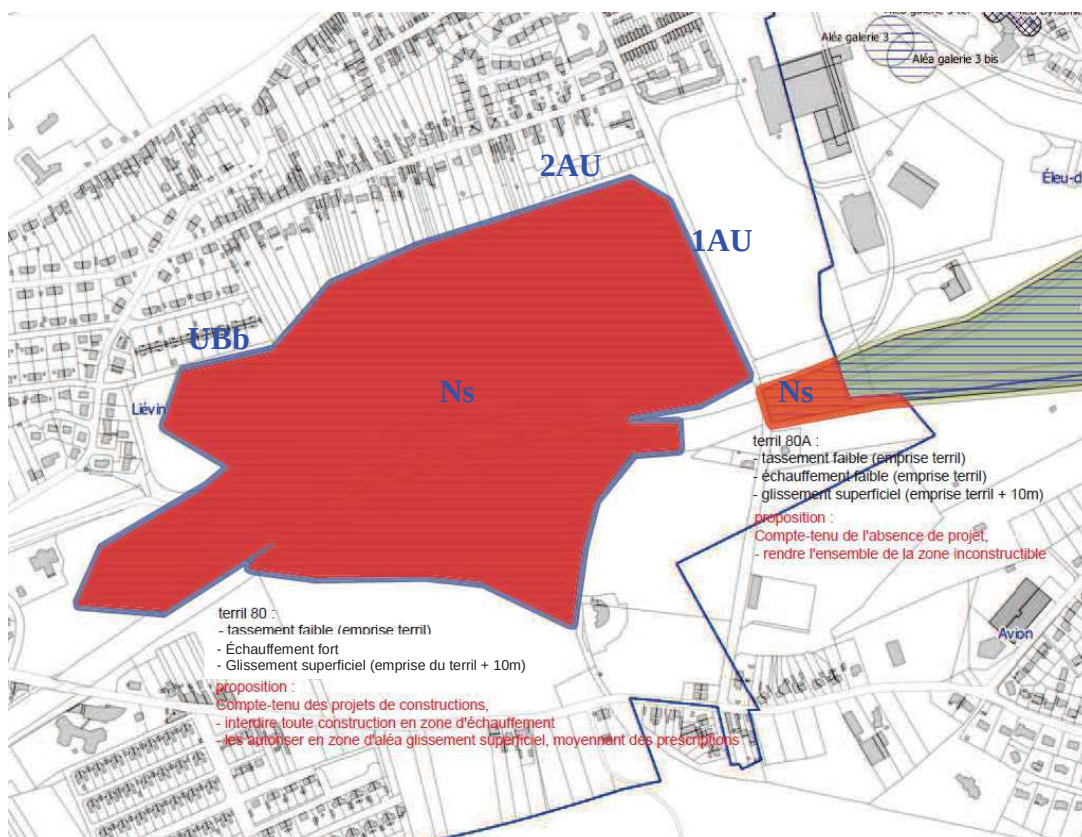 Aléa galerie 3
Aléa galerie 3 bis
2AU
Éleu-d
1AU
UBb
Ns
Ns
Liévin
terril 80A :
- tassement faible (emprise terril)
- échauffement faible (emprise terril)
- glissement superficiel (emprise terril + 10m)
proposition :
Compte-tenu de l'absence de projet,
- rendre l'ensemble de la zone inconstructible
Avion
terril 80 :
- tassement faible (emprise terril)
- Échauffement fort
- Glissement superficiel (emprise du terril + 10m)
proposition :
Compte-tenu des projets de constructions,
- interdire toute construction en zone d'échauffement
- les autoriser en zone d'aléa glissement superficiel, moyennant des prescriptions